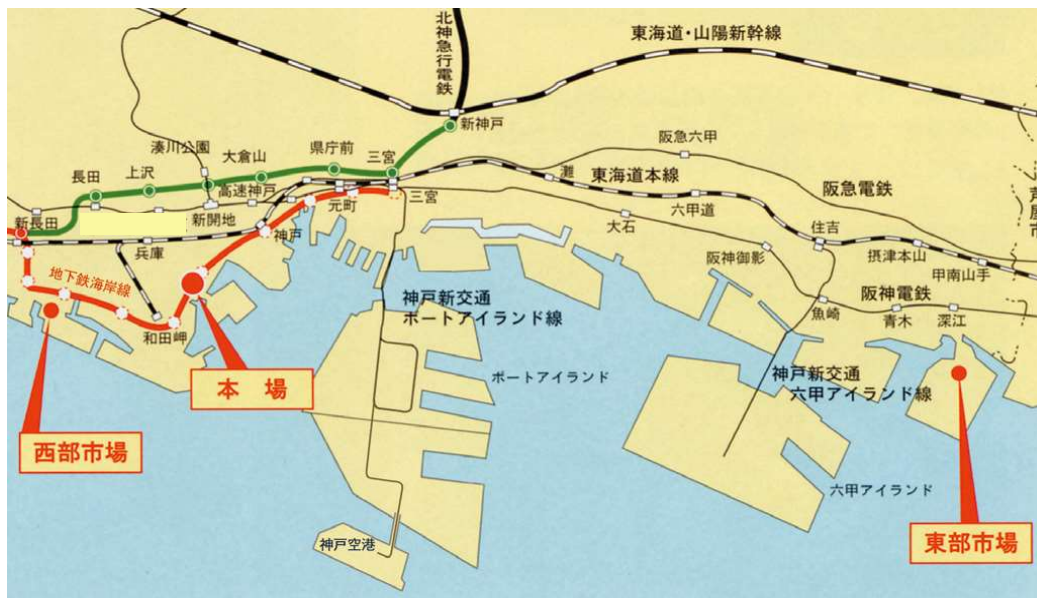 北神急行電鉄
東海道・山陽新幹線
新神戸
湊川公園
大倉山
県庁前
三宮
阪急六甲
長田
上沢
高速神戸
灘
東海道本線
阪急電鉄
芦屋市
新長田
新開地
元町
三宮
六甲道
大石
住吉
兵庫
神戸
阪神御影
摂津本山
甲南山手
地下鉄海岸線
和田岬
神戸新交通
ポートアイランド線
魚崎
阪神電鉄
青木
深江
本 場
ポートアイランド
神戸新交通
六甲アイランド線
西部市場
六甲アイランド
神戸空港
東部市場